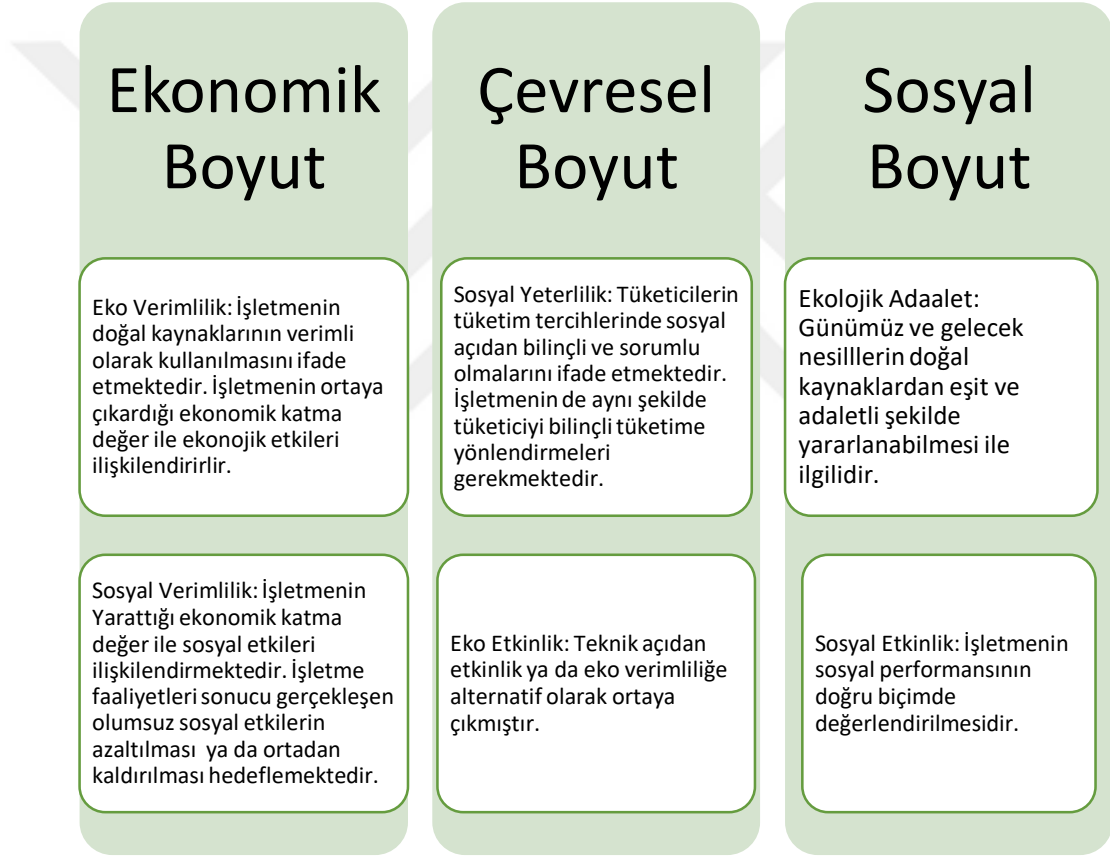 Ekonomik
Boyut
Eko Verimlilik: İşletmenin
doğal kaynaklarının verimli
olarak kullanılmasını ifade
etmektedir. İşletmenin ortaya
çıkardığı ekonomik katma
değer ile ekonojik etkileri
ilişkilendirirlir.
Sosyal Verimlilik: İşletmenin
Yarattığı ekonomik katma
değer ile sosyal etkileri
ilişkilendirmektedir. İşletme
faaliyetleri sonucu gerçekleşen
olumsuz sosyal etkilerin
azaltılması ya da ortadan
kaldırılması hedeflemektedir.
Çevresel
Boyut
Sosyal Yeterlilik: Tüketicilerin
tüketim tercihlerinde sosyal
açıdan bilinçli ve sorumlu
olmalarını ifade etmektedir.
İşletmenin de aynı şekilde
tüketiciyi bilinçli tüketime
yönlendirmeleri
gerekmektedir.
Eko Etkinlik: Teknik açıdan
etkinlik ya da eko verimliliğe
alternatif olarak ortaya
çıkmıştır.
Sosyal
Boyut
Ekolojik Adaalet:
Günümüz ve gelecek
nesilllerin doğal
kaynaklardan eşit ve
adaletli şekilde
yararlanabilmesi ile
ilgilidir.
Sosyal Etkinlik: İşletmenin
sosyal performansının
doğru biçimde
değerlendirilmesidir.